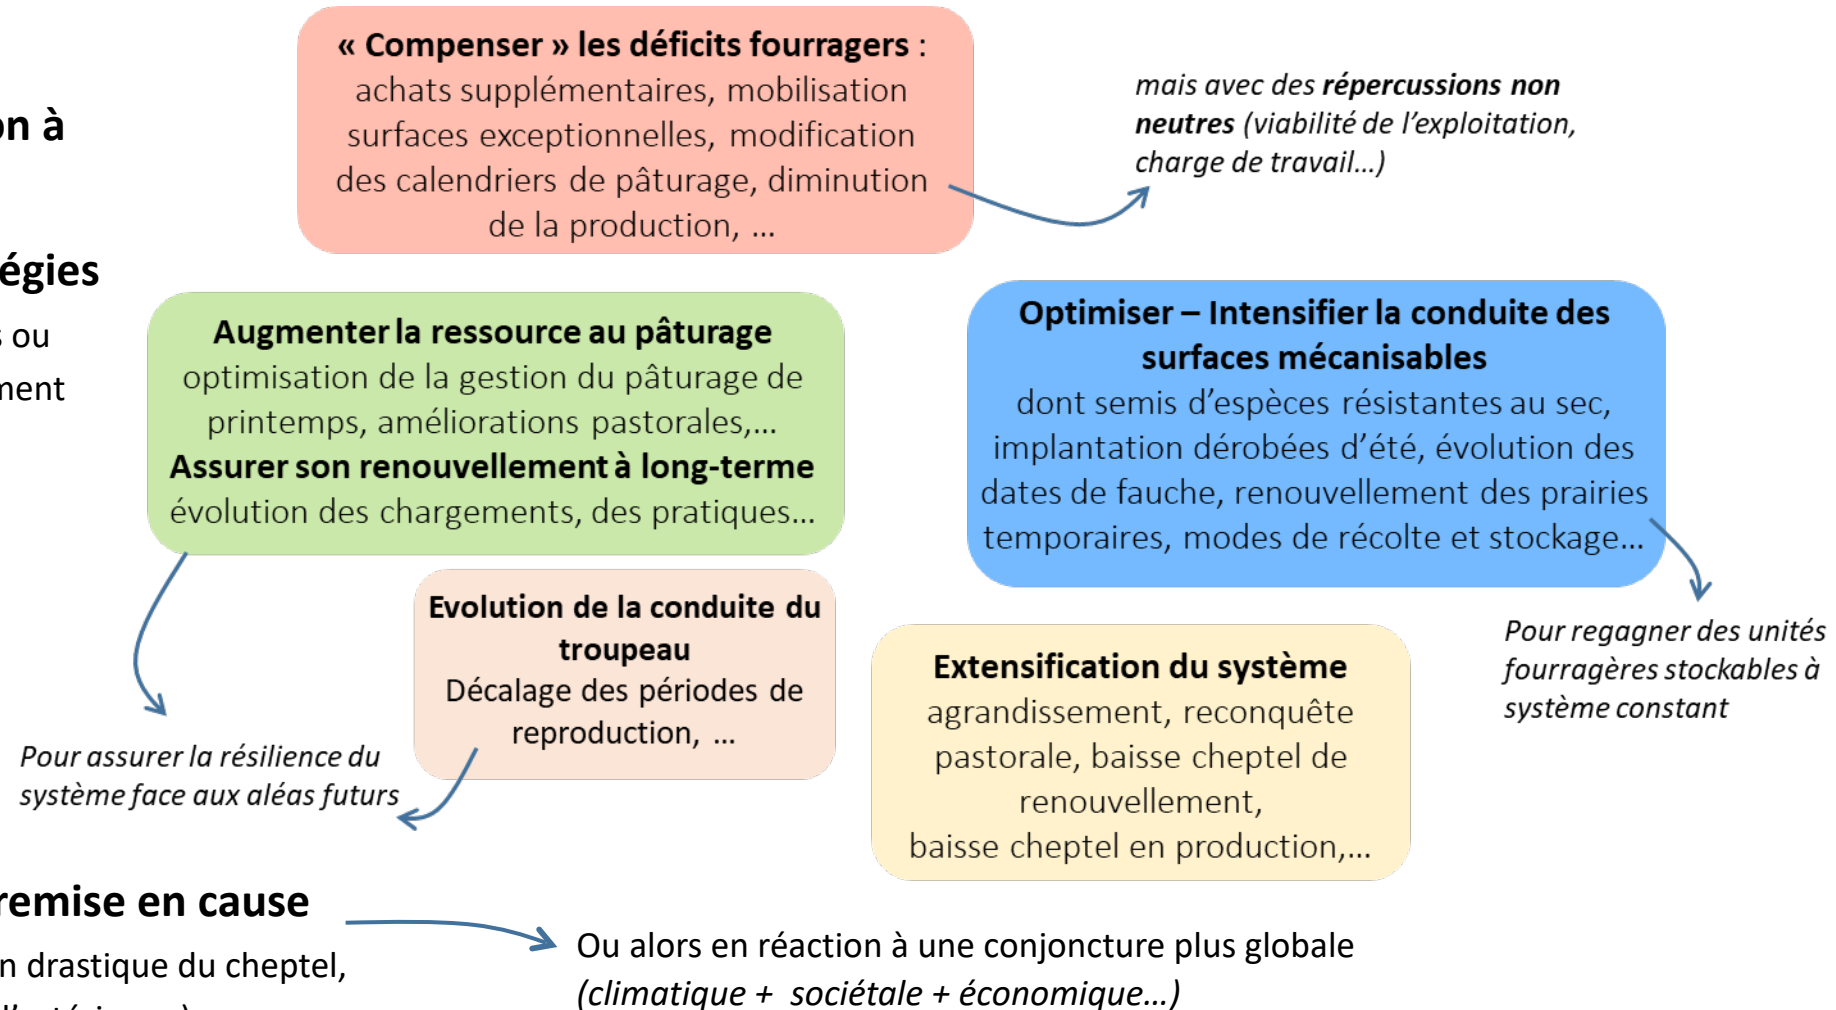 « Compenser » les déficits fourragers :
achats supplémentaires, mobilisation
surfaces exceptionnelles, modification
des calendriers de pâturage, diminution
de la production, ...
mais avec des répercussions non
neutres (viabilité de l'exploitation,
charge de travail...)
on à
égies
s ou
ment
Augmenter la ressource au pâturage
optimisation de la gestion du pâturage de
printemps, améliorations pastorales,...
Assurer son renouvellement à long-terme
évolution des chargements, des pratiques...
Optimiser – Intensifier la conduite des
surfaces mécanisables
dont semis d'espèces résistantes au sec,
implantation dérobées d'été, évolution des
dates de fauche, renouvellement des prairies
temporaires, modes de récolte et stockage...
Evolution de la conduite du
troupeau
Décalage des périodes de
reproduction, ...
Extensification du système
agrandissement, reconquête
pastorale, baisse cheptel de
renouvellement,
baisse cheptel en production,...
Pour regagner des unités
fourragères stockables à
système constant
Pour assurer la résilience du
système face aux aléas futurs
remise en cause
n drastique du cheptel,
Ou alors en réaction à une conjoncture plus globale
(climatique + sociétale + économique...)